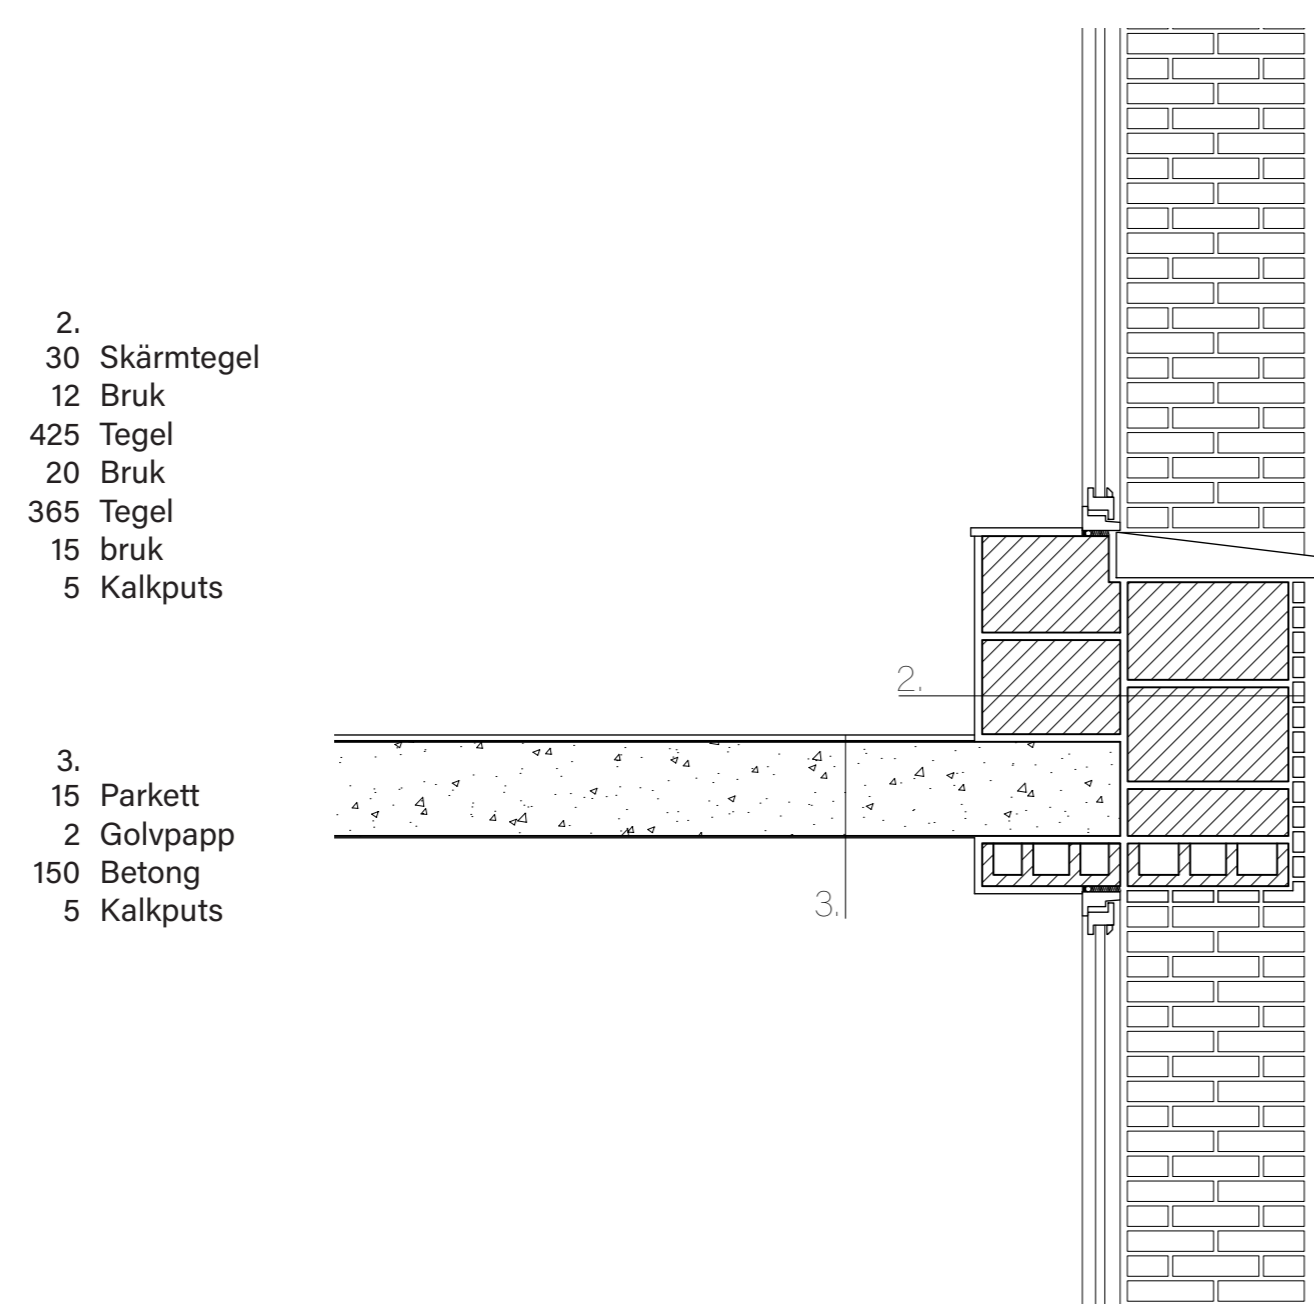 2.
30 Skärmtegel
12 Bruk
425 Tegel
20 Bruk
365 Tegel
15 bruk
5 Kalkputs
2.
3.
15 Parkett
2 Golvpapp
150 Betong
5 Kalkputs
3.